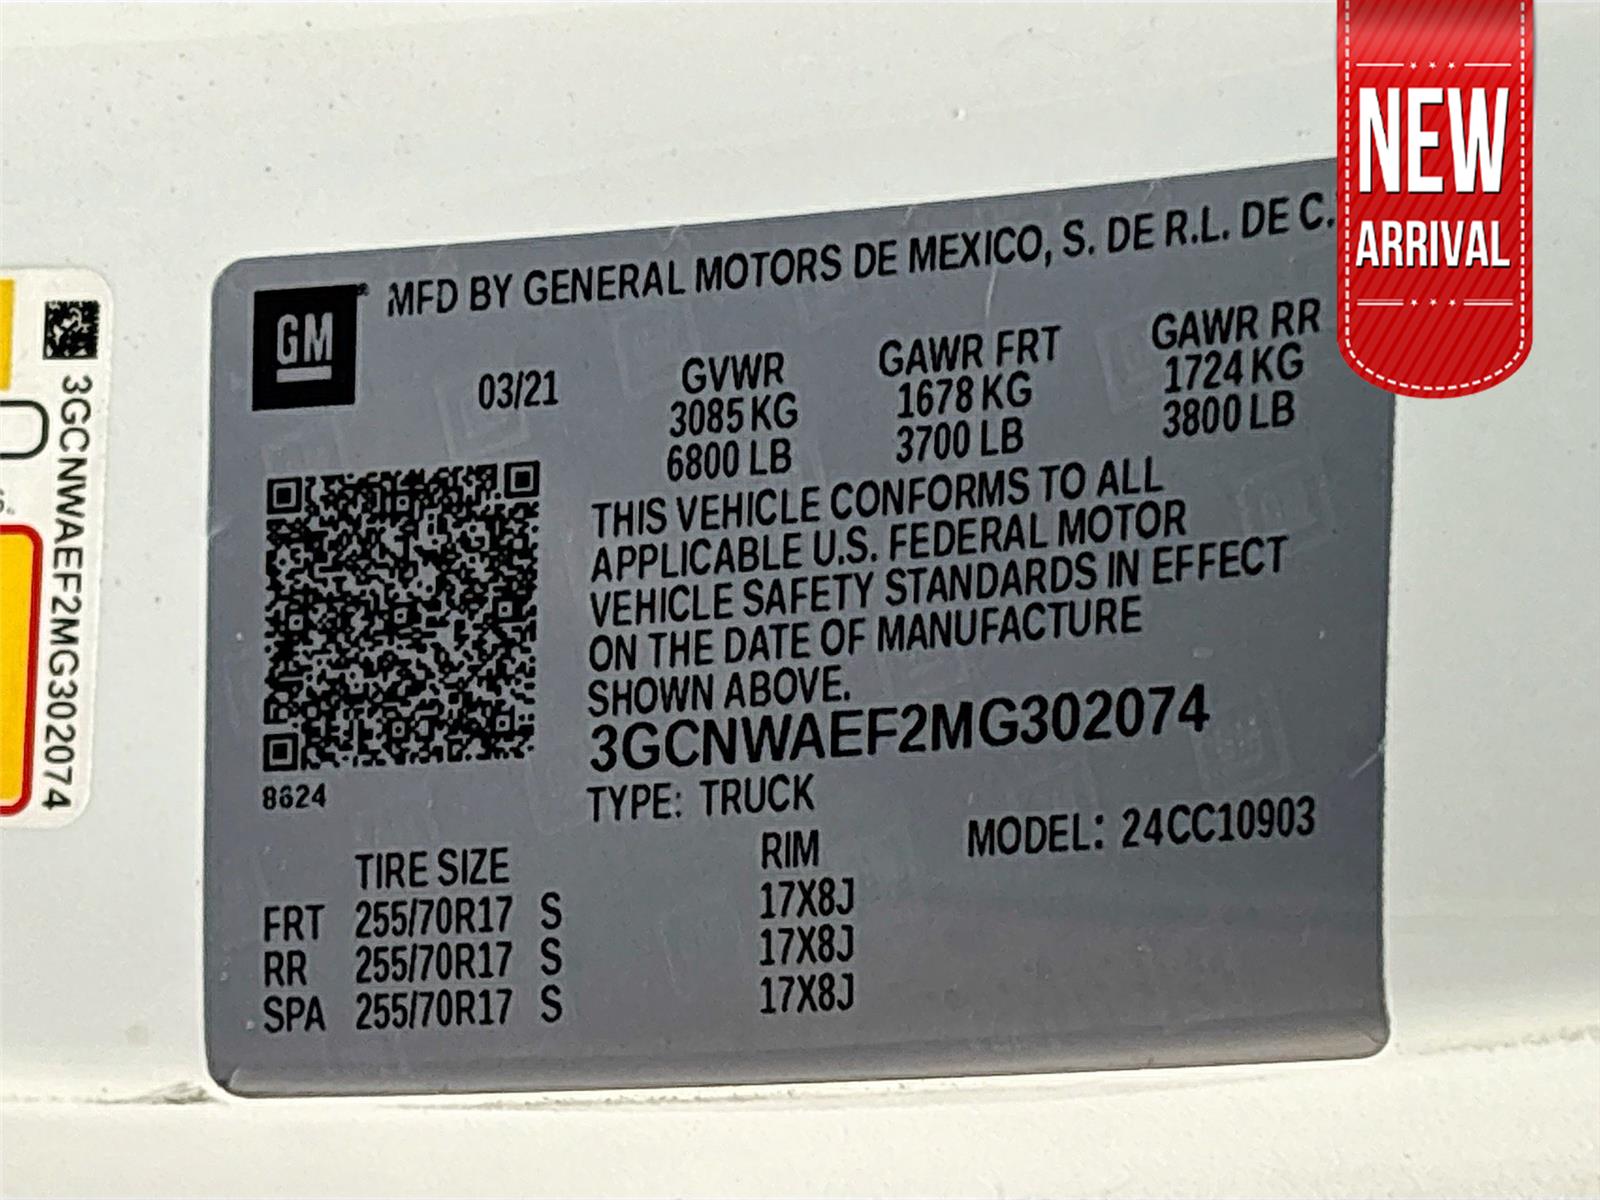 NEW
ARRIVAL
GM
MFD BY GENERAL MOTORS DE MEXICO, S. DE R.L. DE C.
03/21
GVWR
3085 KG
6800 LB
GAWR FRT
1678 KG
3700 LB
GAWR RR
1724 KG
3800 LB
THIS VEHICLE CONFORMS TO ALL
APPLICABLE U.S. FEDERAL MOTOR
VEHICLE SAFETY STANDARDS IN EFFECT
ON THE DATE OF MANUFACTURE
SHOWN ABOVE.
3GCNWAEF2MG302074
8624
TYPE: TRUCK
MODEL: 24CC10903
TIRE SIZE RIM
FRT 255/70R17 S 17X8J
RR 255/70R17 S 17X8J
SPA 255/70R17 S 17X8J
3GCNWAEF2MG302074